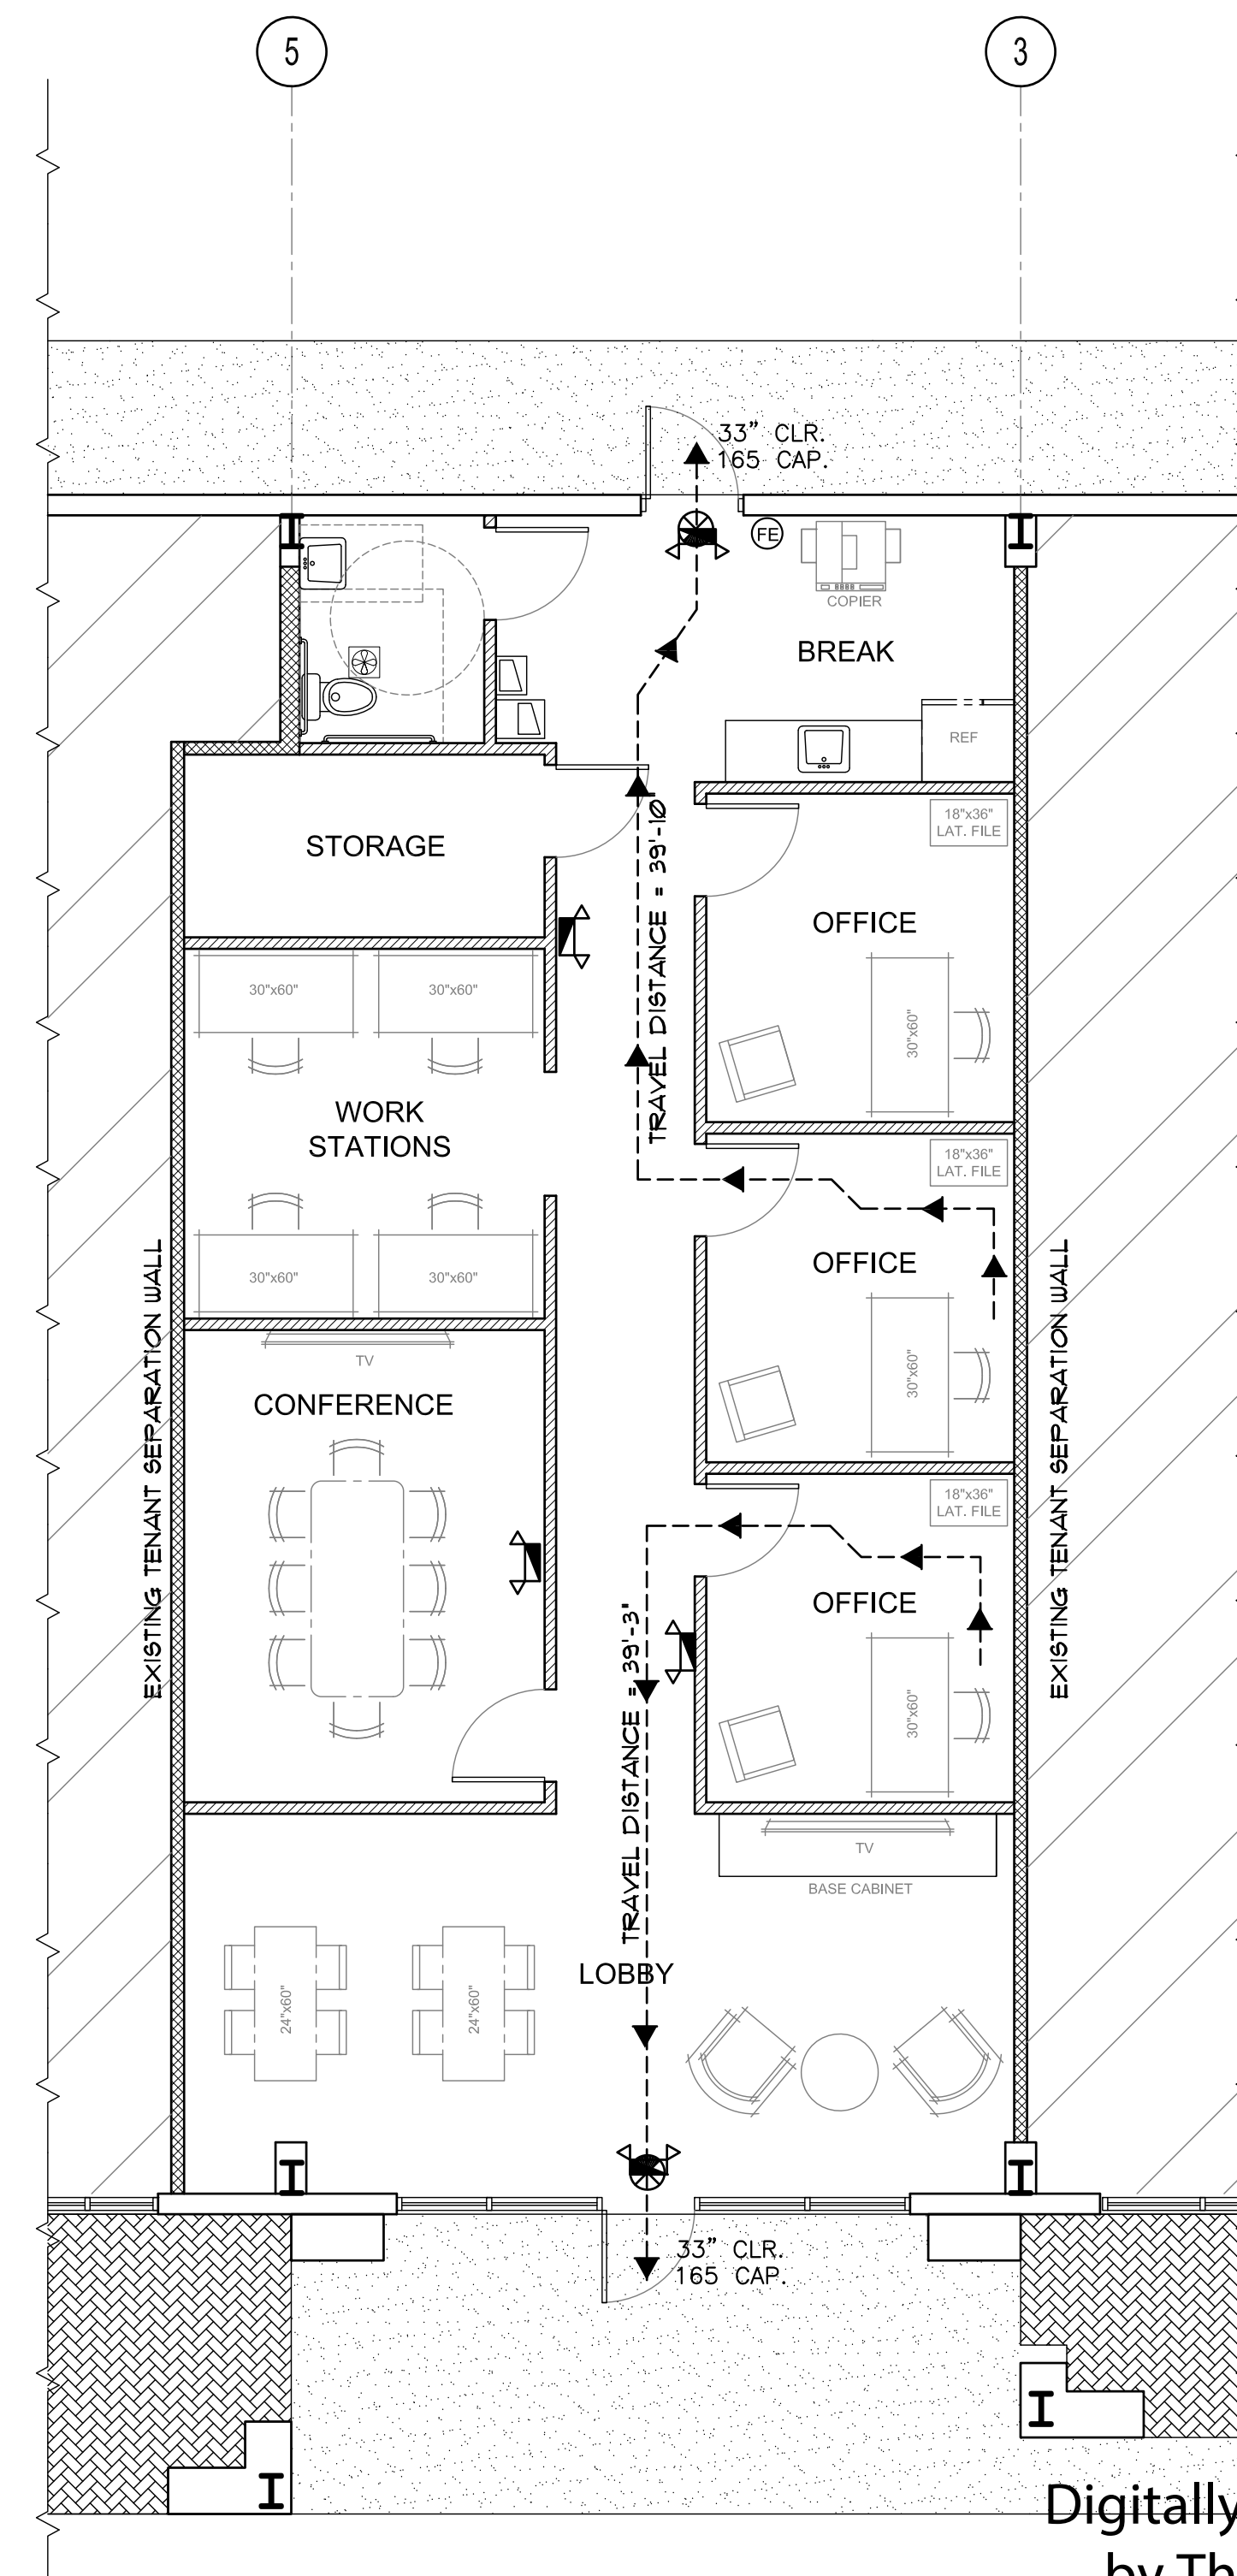 5
3
33” CLR.
165 CAP.
FE
COPIER
BREAK
REF
STORAGE
18"x36"
LAT. FILE
TRAVEL DISTANCE = 39'-10"
OFFICE
30"x60"
30"x60"
30"x60"
WORK
STATIONS
18"x36"
LAT. FILE
OFFICE
30"x60"
30"x60"
30"x60"
EXISTING TENANT SEPARATION WALL
EXISTING TENANT SEPARATION WALL
TV
CONFERENCE
18"x36"
LAT. FILE
OFFICE
30"x60"
TRAVEL DISTANCE = 39'-3"
TV
BASE CABINET
LOBBY
24"x60"
24"x60"
33” CLR.
165 CAP.
Digitally
by Th